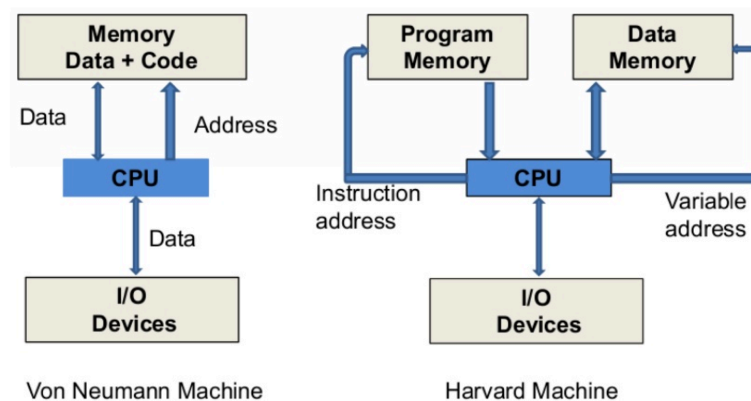 Memory
Data + Code
Data
Address
CPU
Data
I/O
Devices
Von Neumann Machine
Program
Memory
Data
Memory
CPU
Instruction
address
Variable
address
I/O
Devices
Harvard Machine